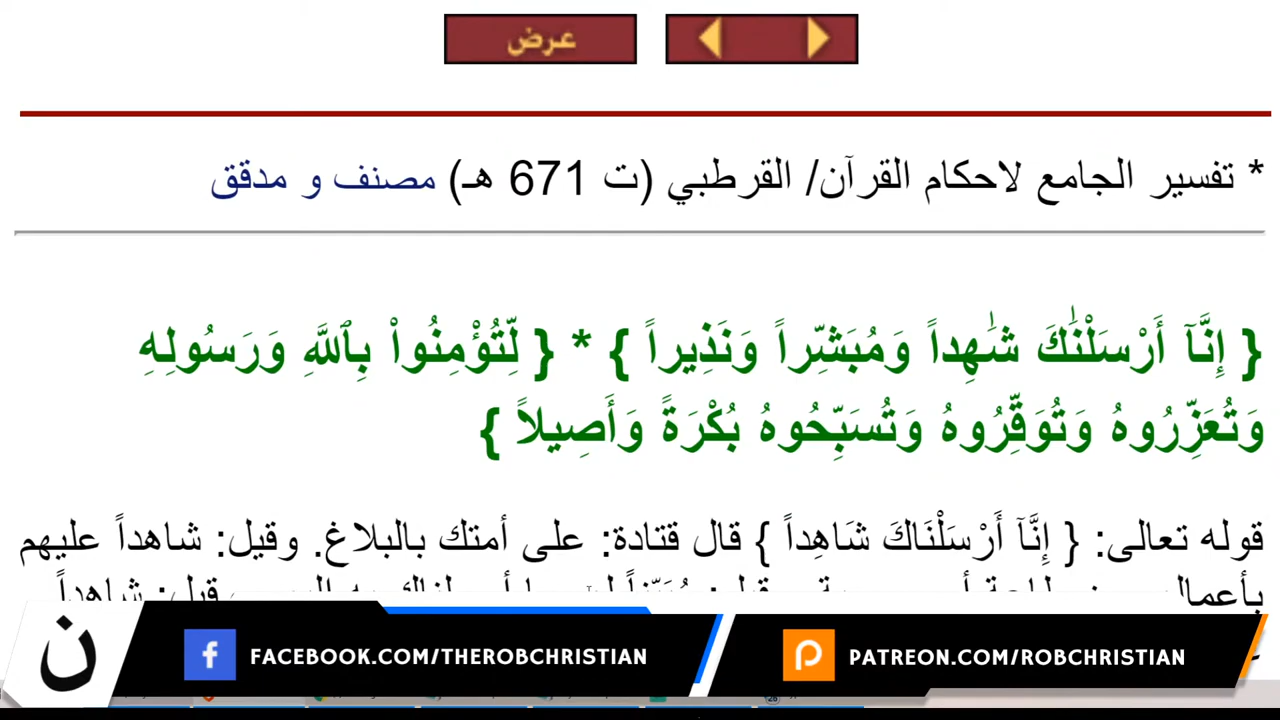 عرض
* تفسير الجامع لاحكام القرآن/ القرطبي (ت 671 هـ) مصنف و مدقق
{ إِنَّآ أَرْسَلْنَٰكَ شَٰهِداً وَمُبَشِّراً وَنَذِيراً } * { لِّتُؤْمِنُواْ بِٱللَّهِ وَرَسُولِهِ
وَتُعَزِّرُوهُ وَتُوَقِّرُوهُ وَتُسَبِّحُوهُ بُكْرَةً وَأَصِيلاً }
قوله تعالى: { إِنَّآ أَرْسَلْنَاكَ شَاهِداً } قال قتادة: على أمتك بالبلاغ. وقيل: شاهداً عليهم
شاهداً
ن
FACEBOOK.COM/THEROBCHRISTIAN
PATREON.COM/ROBCHRISTIAN